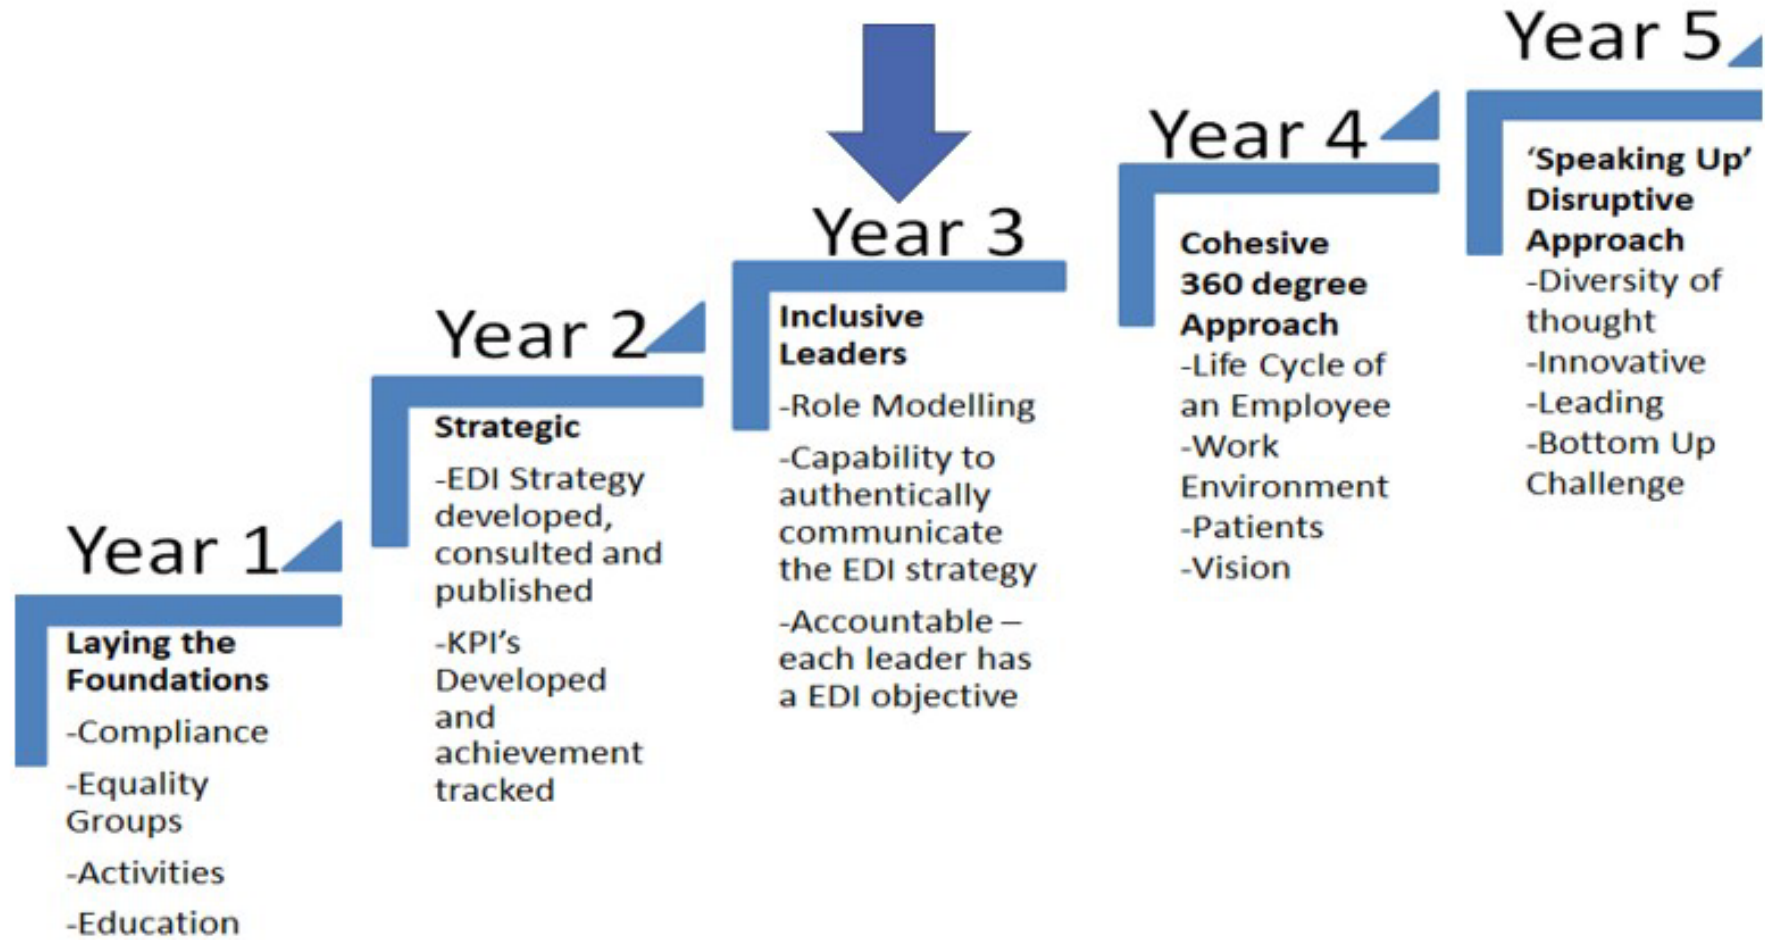 Year 1
Laying the
Foundations
-Compliance
-Equality
Groups
-Activities
-Education
Year 2
Strategic
-EDI Strategy
developed,
consulted and
published
-KPI’s
Developed
and
achievement
tracked
Year 3
Inclusive
Leaders
-Role Modelling
-Capability to
authentically
communicate
the EDI strategy
-Accountable –
each leader has
a EDI objective
Year 4
Cohesive
360 degree
Approach
-Life Cycle of
an Employee
-Work
Environment
-Patients
-Vision
Year 5
‘Speaking Up’
Disruptive
Approach
-Diversity of
thought
-Innovative
-Leading
-Bottom Up
Challenge